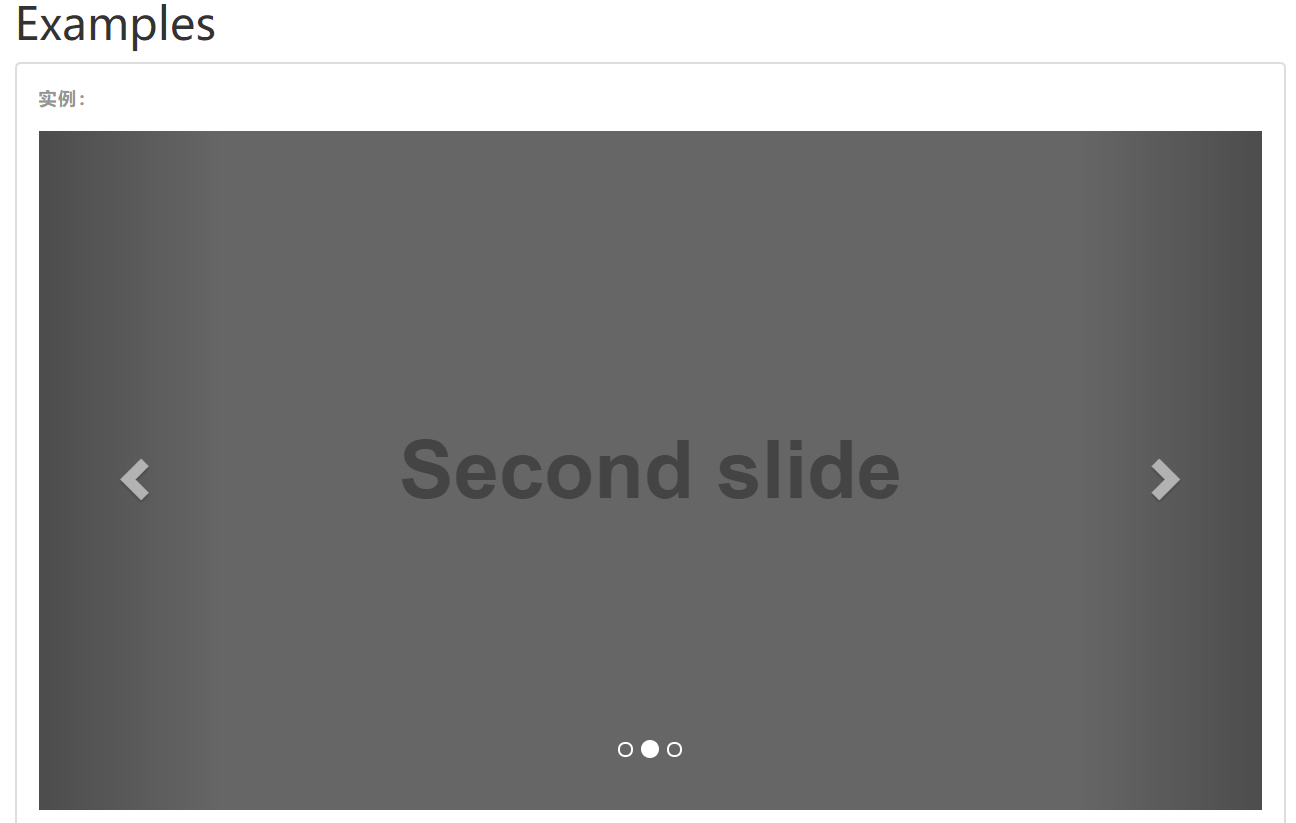 Examples
实例：
Second slide